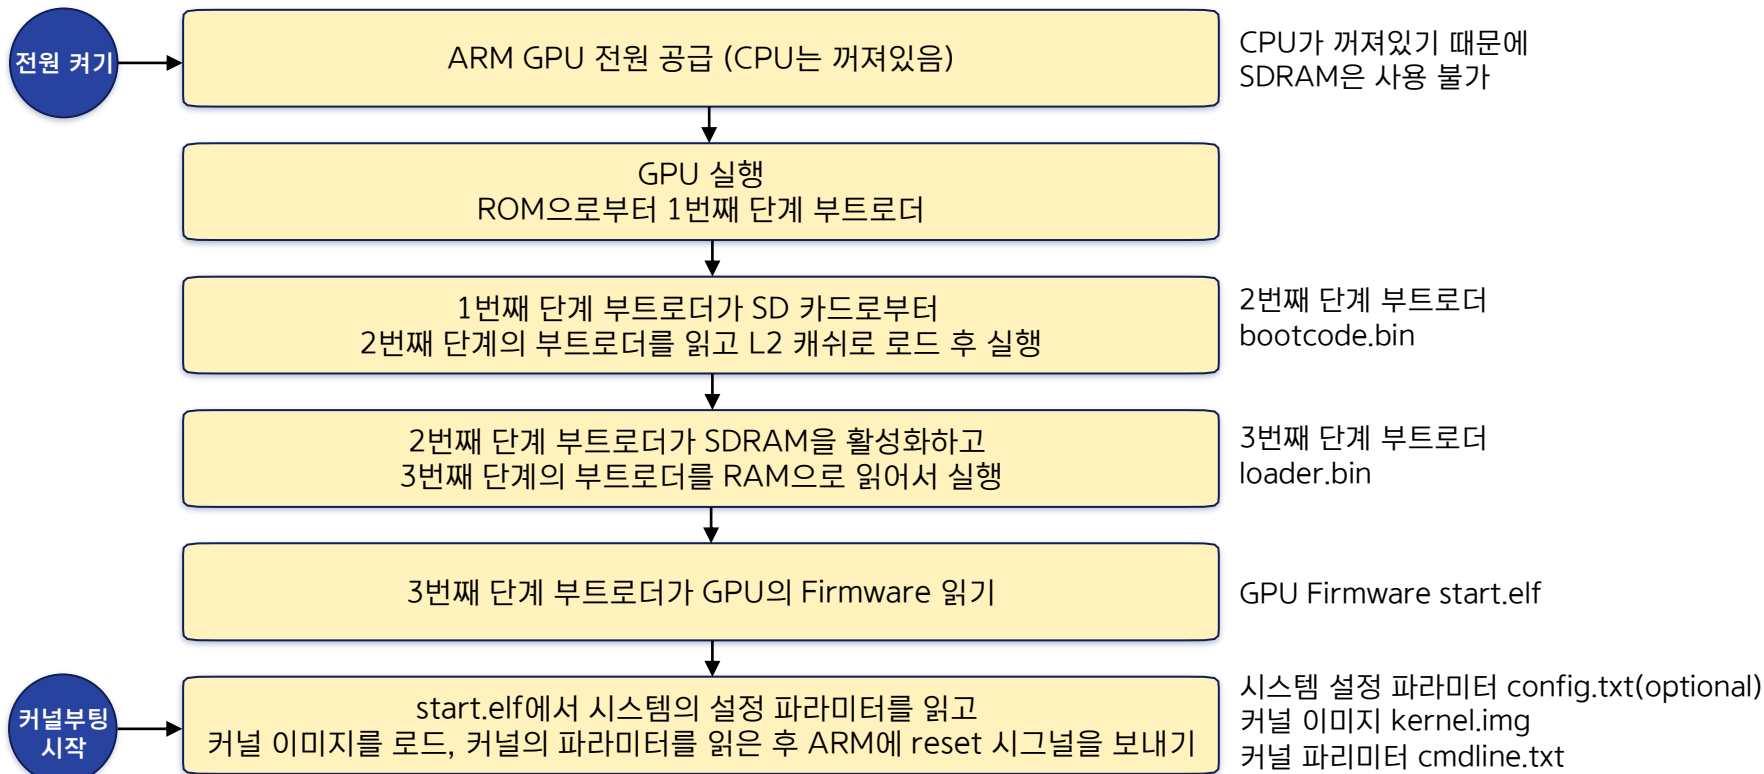 전원 켜기
ARM GPU 전원 공급 (CPU는 꺼져있음)
CPU가 꺼져있기 때문에
SDRAM은 사용 불가
GPU 실행
ROM으로부터 1번째 단계 부트로더
1번째 단계 부트로더가 SD 카드로부터
2번째 단계의 부트로더를 읽고 L2 캐쉬로 로드 후 실행
2번째 단계 부트로더
bootcode.bin
2번째 단계 부트로더가 SDRAM을 활성화하고
3번째 단계의 부트로더를 RAM으로 읽어서 실행
3번째 단계 부트로더
loader.bin
3번째 단계 부트로더가 GPU의 Firmware 읽기
GPU Firmware start.elf
커널부팅
시작
start.elf에서 시스템의 설정 파라미터를 읽고
커널 이미지를 로드, 커널의 파라미터를 읽은 후 ARM에 reset 시그널을 보내기
시스템 설정 파라미터 config.txt(optional)
커널 이미지 kernel.img
커널 파리미터 cmdline.txt